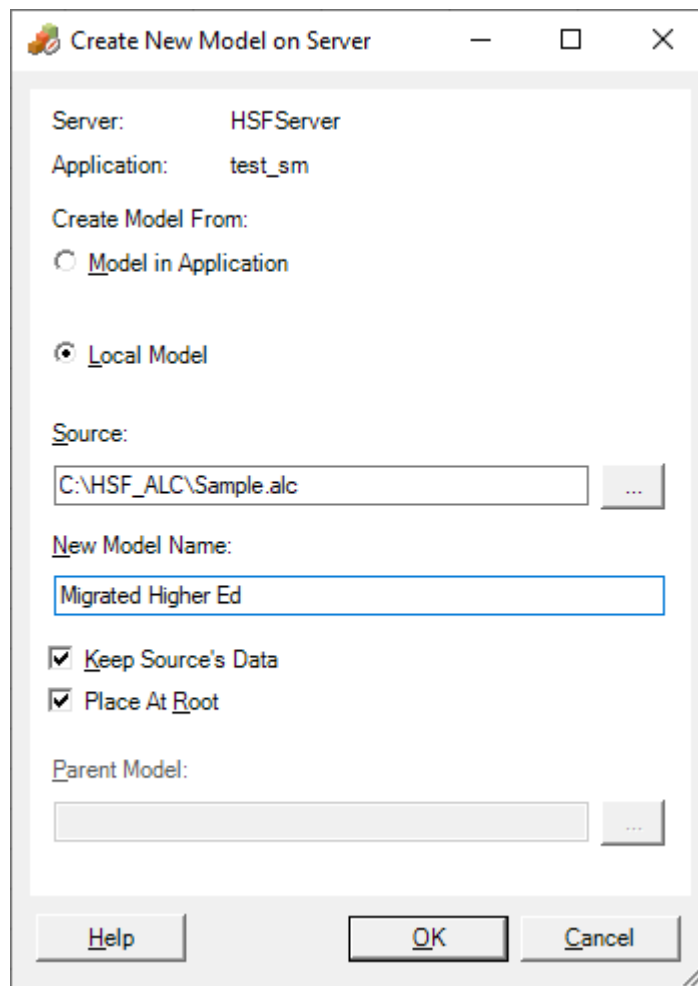 Create New Model on Server
Server: HSFServer
Application: test_sm
Create Model From:
Model in Application
Local Model
Source:
C:\HSF_ALC\Sample.alc ...
New Model Name:
Migrated Higher Ed
Keep Source's Data
Place At Root
Parent Model:
...
Help OK Cancel